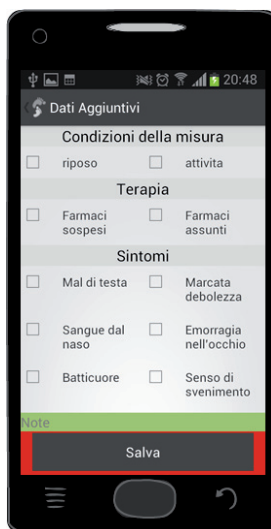 20:48
Dati Aggiuntivi
Condizioni della misura
riposo
attivita
Terapia
Farmaci
sospesi
Farmaci
assunti
Sintomi
Mal di testa
Marcata
debolezza
Sangue dal
naso
Emorragia
nell'occhio
Batticuore
Senso di
svenimento
Note
Salva